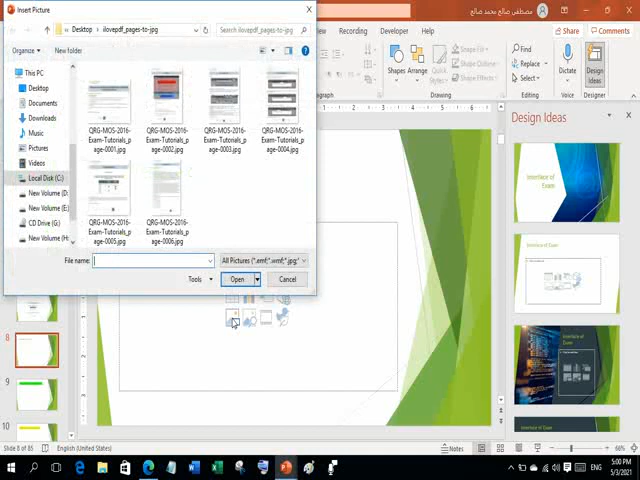 Insert Picture
مصطفى صالح محمد صالح
« Desktop › ilovepdf_pages-to-jpg
Search ilovepdf_pages-to-jpg
Review
Recording
View
Help
Share
Comments
Organize
New folder
This PC
Desktop
Documents
Downloads
Music
Pictures
Videos
Local Disk (C:)
New Volume (D:
New Volume (E:)
CD Drive (G:)
New Volume (H:
QRG-MOS-2016-Exam-Tutorials_page-0001.jpg
QRG-MOS-2016-Exam-Tutorials_page-0002.jpg
QRG-MOS-2016-Exam-Tutorials_page-0003.jpg
QRG-MOS-2016-Exam-Tutorials_page-0004.jpg
QRG-MOS-2016-Exam-Tutorials_page-0005.jpg
QRG-MOS-2016-Exam-Tutorials_page-0006.jpg
File name:
All Pictures (*.emf;*.wmf;*.jpg;*
Tools
Open
Cancel
Shapes
Arrange
Quick
Styles
Shape Fill
Shape Outline
Shape Effects
Find
Replace
Select
Dictate
Design
Ideas
Drawing
Editing
Voice
Designer
Design Ideas
Interface of
Exam
Interface of Exam
Interface of
Exam
8
9
10
Slide 8 of 85
English (United States)
Notes
66%
ENG
5:00 PM
5/3/2021